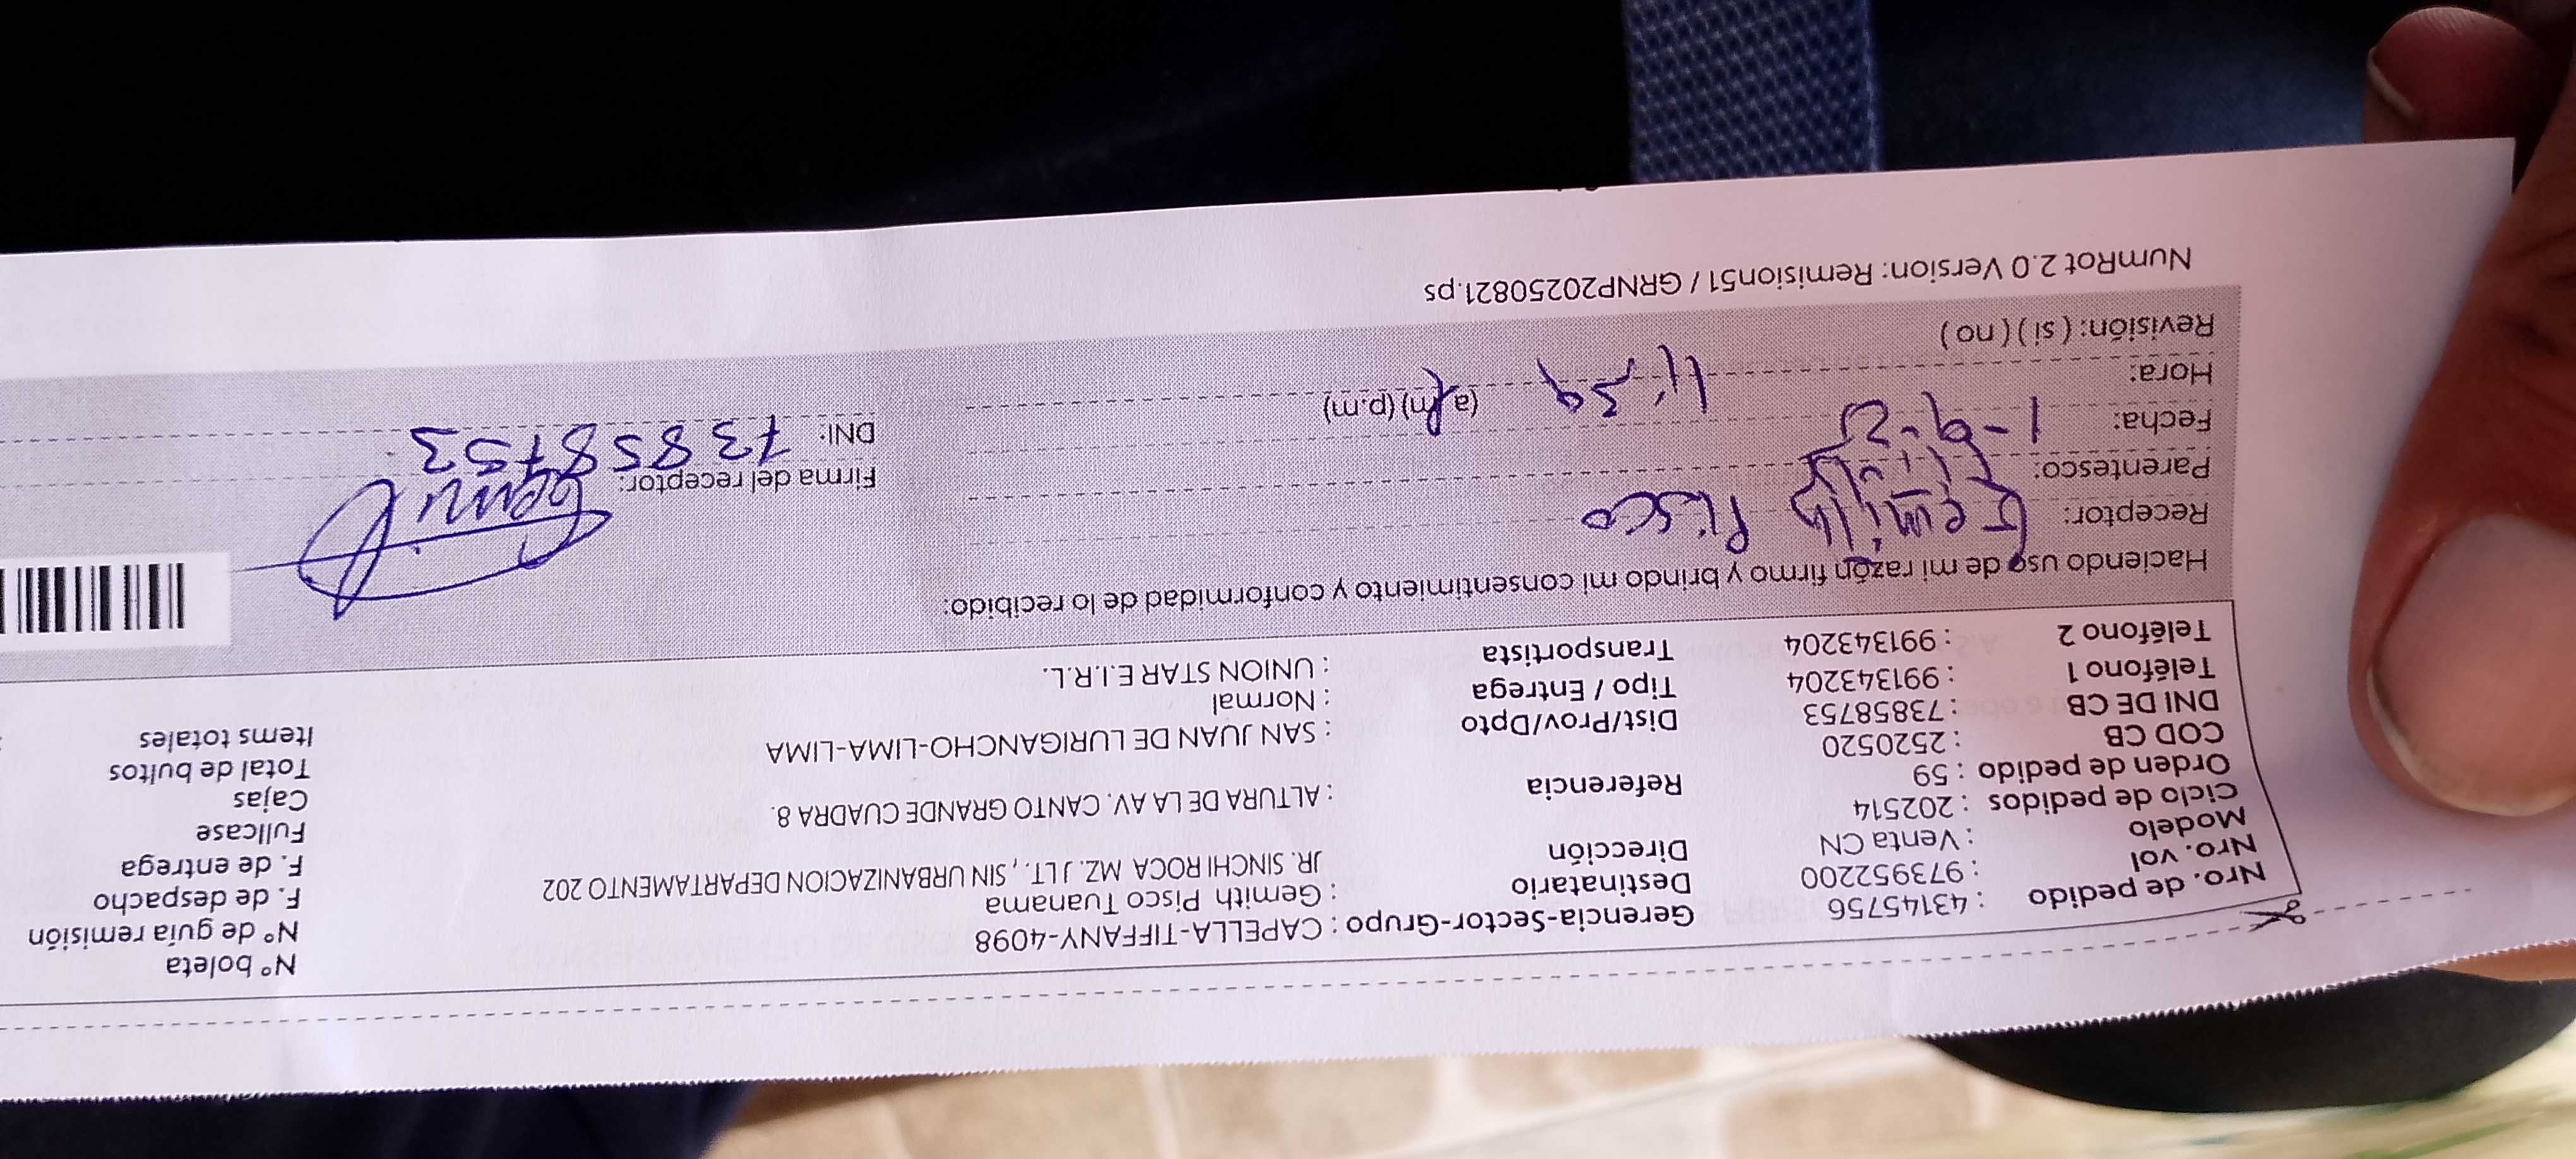 Nro. de pedido : 43145756 Gerencia-Sector-Grupo : CAPELLA-TIFFANY-4098 N° boleta
Nro. vol : 973952200 Destinatario : Gemith Pisco Tuanama N° de guía remisión
Modelo : Venta CN Dirección JR. SINCHI ROCA MZ. J LT. , SIN URBANIZACION DEPARTAMENTO 202 F. de despacho
Ciclo de pedidos : 202514 F. de entrega
Orden de pedido : 59 Referencia : ALTURA DE LA AV. CANTO GRANDE CUADRA 8. Fullcase
COD CB : 2520520 Cajas
DNI DE CB : 73858753 Dist/Prov/Dpto : SAN JUAN DE LURIGANCHO-LIMA-LIMA Total de bultos
Teléfono 1 : 991343204 Tipo / Entrega : Normal Items totales
Teléfono 2 : 991343204 Transportista : UNION STAR E.I.R.L.
Haciendo uso de mi razón firmo y brindo mi consentimiento y conformidad de lo recibido:
Receptor: Gemith Pisco
Parentesco: Firma del receptor:
Fecha: 1-9-25 DNI: 73858753
Hora: 11:39 (a.m) (p.m)
Revisión: ( si ) ( no )
NumRot 2.0 Version: Remision51 / GRNP20250821.ps